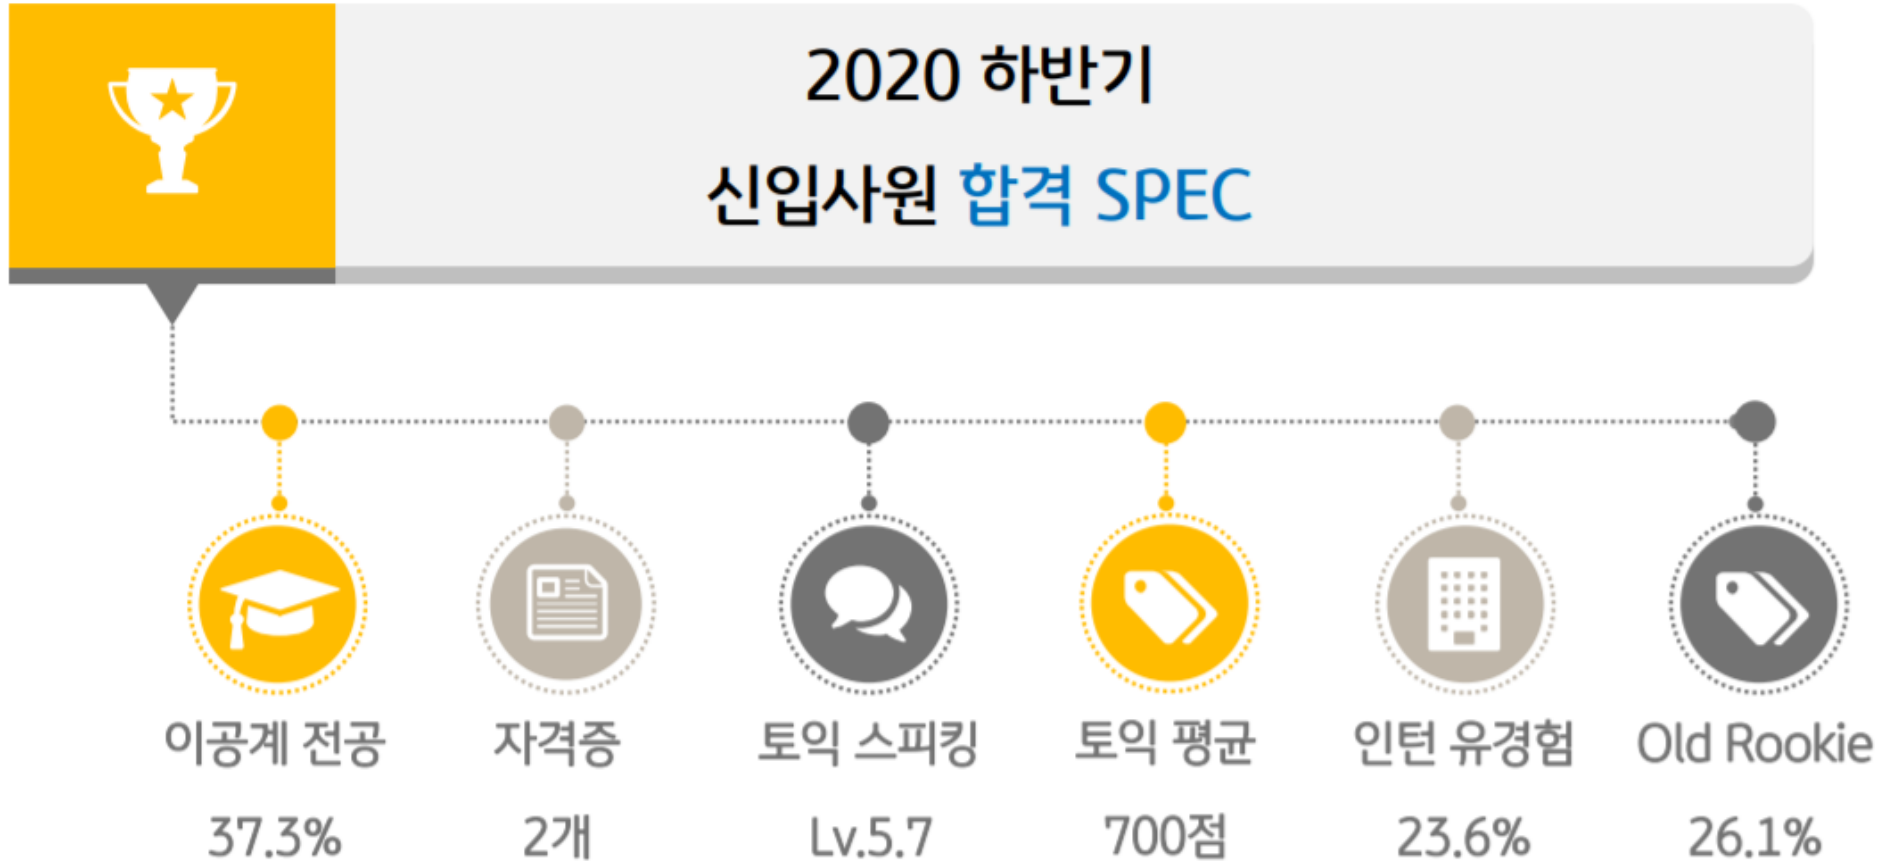 2020 하반기
신입사원 합격 SPEC
이공계 전공
37.3%
자격증
2개
토익 스피킹
Lv.5.7
토익 평균
700점
인턴 유경험
23.6%
Old Rookie
26.1%